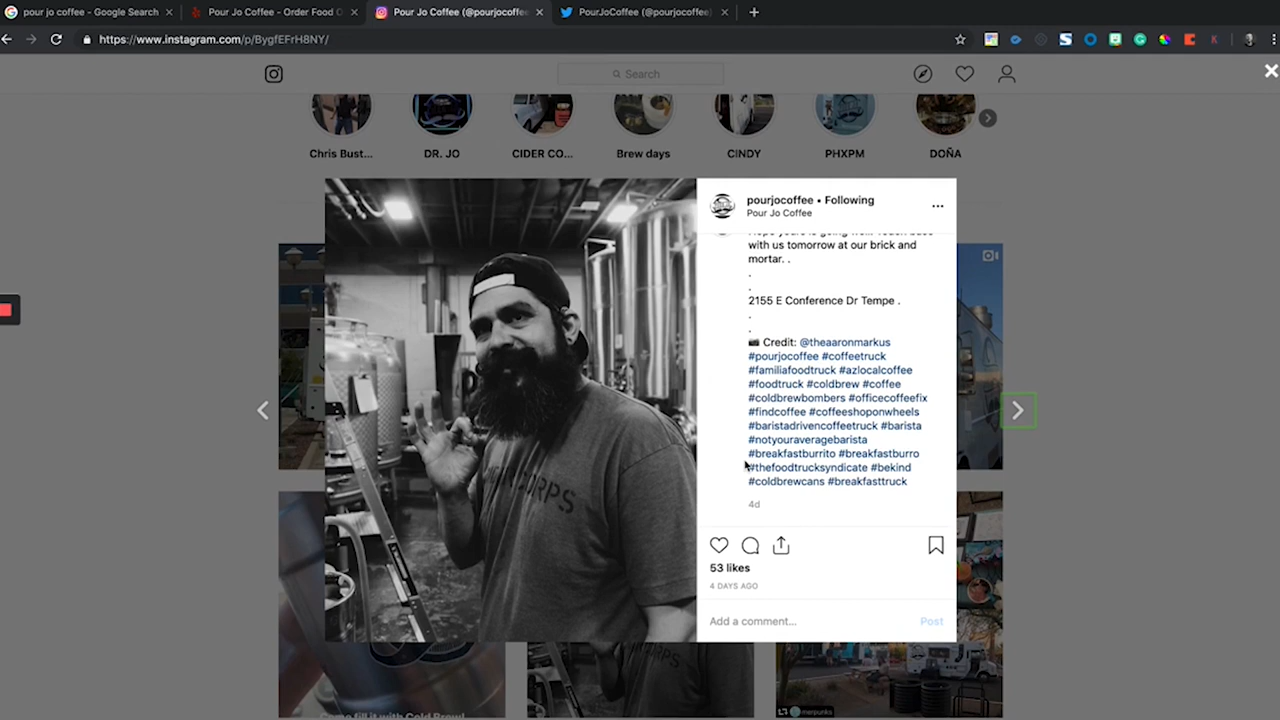 pour jo coffee - Google Search
Pour Jo Coffee - Order Food O
Pour Jo Coffee (@pourjocoffee
PourJoCoffee (@pourjocoffee)
https://www.instagram.com/p/BygfEFrH8NY/
Search
Chris Bust...
DR. JO
CIDER CO...
Brew days
CINDY
PHXPM
DOÑA
pourjocoffee • Following
Pour Jo Coffee
with us tomorrow at our brick and
mortar. .
.
.
2155 E Conference Dr Tempe .
.
.
📷 Credit: @theaaronmarkus
#pourjocoffee #coffeetruck
#familiafoodtruck #azlocalcoffee
#foodtruck #coldbrew #coffee
#coldbrewbombers #officecoffeefix
#findcoffee #coffeeshoponwheels
#baristadrivencoffeetruck #barista
#notyouraveragebarista
#breakfastburrito #breakfastburro
#thefoodtrucksyndicate #bekind
#coldbrewcans #breakfasttruck
4d
53 likes
4 DAYS AGO
Add a comment...
Post
merpunks